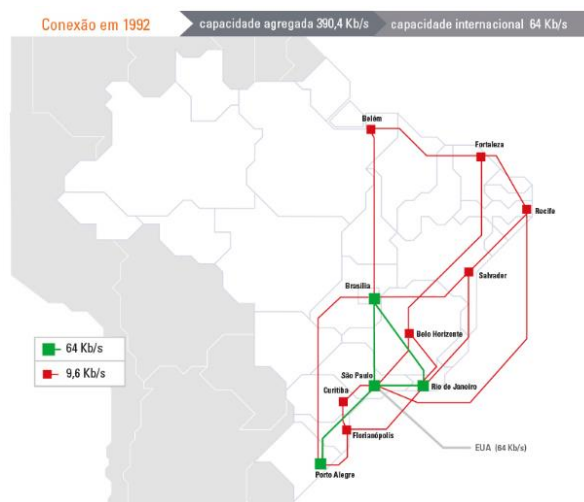 Conexão em 1992
capacidade agregada 390,4 Kb/s
capacidade internacional 64 Kb/s
Belém
Fortaleza
Recife
Salvador
Brasília
Belo Horizonte
64 Kb/s
9,6 Kb/s
São Paulo
Rio de Janeiro
Curitiba
Florianópolis
EUA (64 Kb/s)
Porto Alegre